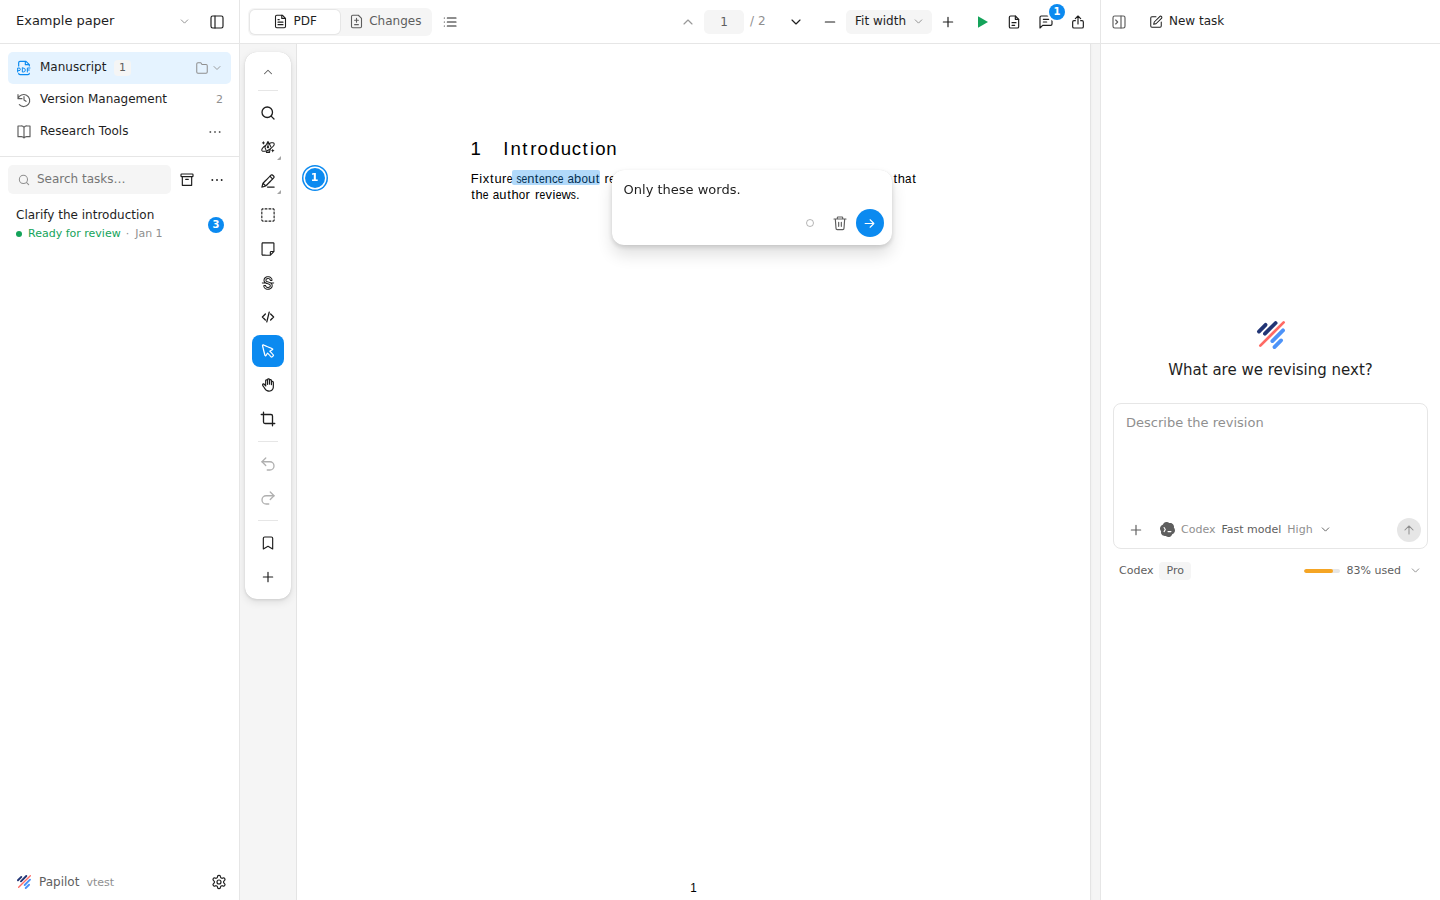 Example paper
PDF
Changes
1 / 2
Fit width
1
New task
Manuscript 1
Version Management 2
Research Tools
Search tasks...
Clarify the introduction
Ready for review · Jan 1
3
1 Introduction
1
Fixture sentence about re
that
the author reviews.
Only these words.
What are we revising next?
Describe the revision
Codex Fast model High
Codex Pro
83% used
Papilot vtest
1